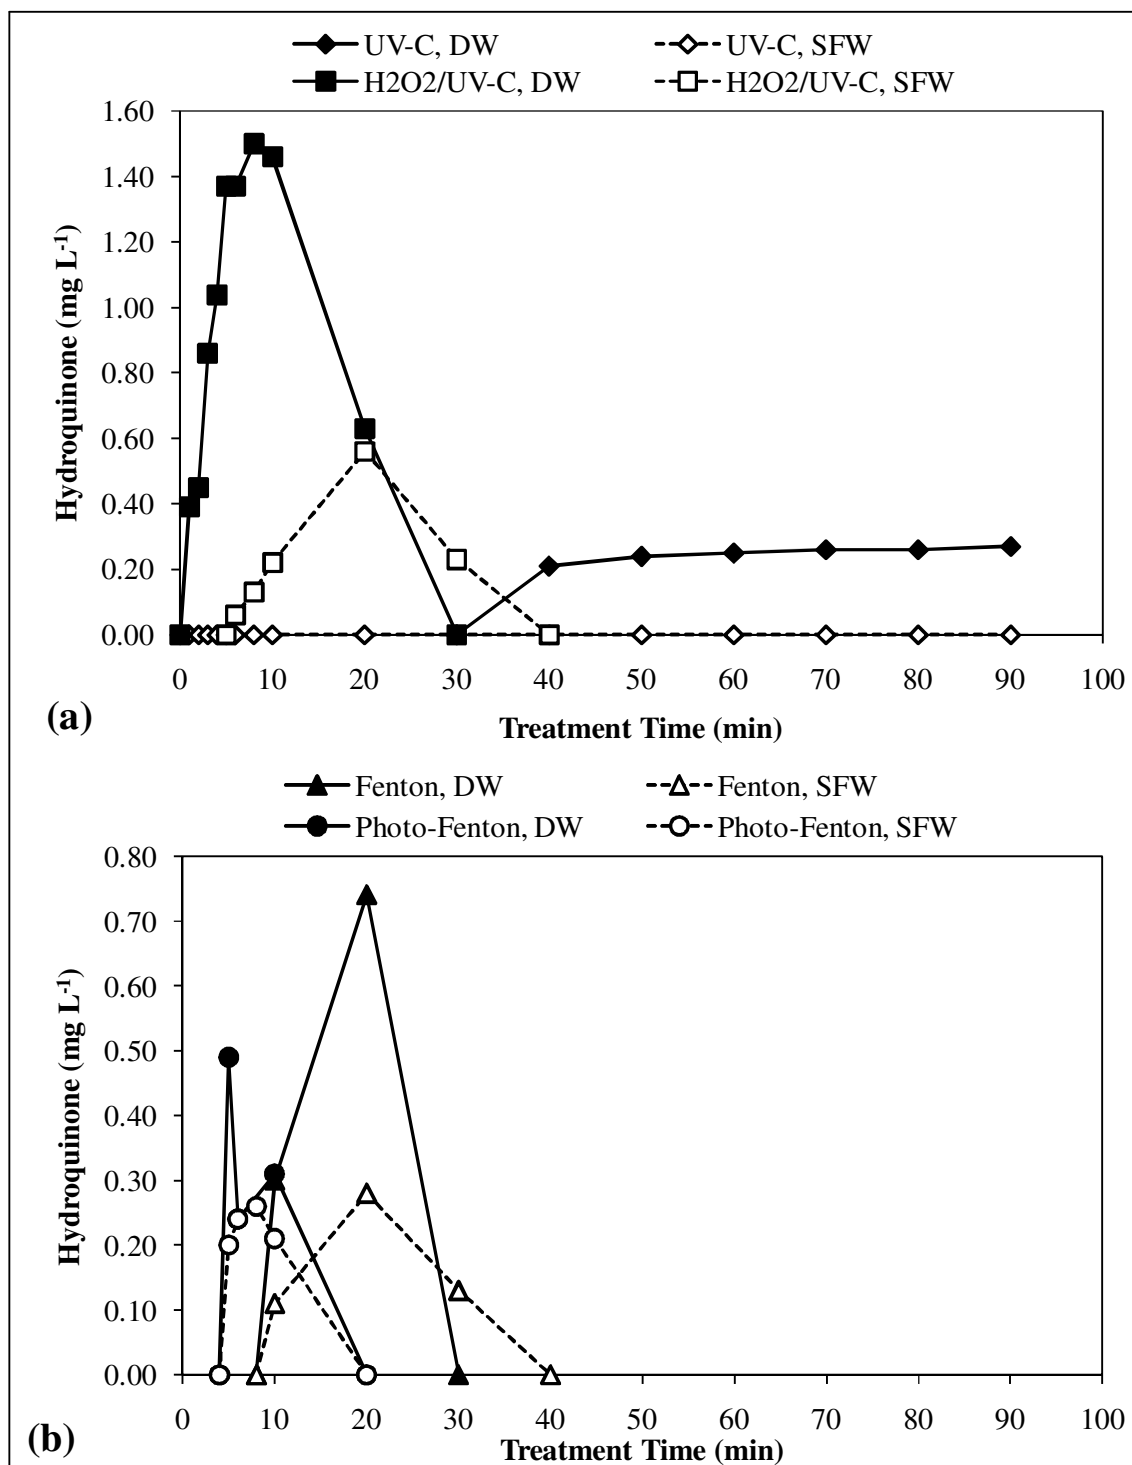 UV-C, DW UV-C, SFW
H2O2/UV-C, DW H2O2/UV-C, SFW
1.60
1.40
1.20
1.00
0.80
0.60
0.40
0.20
0.00
Hydroquinone (mg L-1)
0 10 20 30 40 50 60 70 80 90 100
(a)
Treatment Time (min)
Fenton, DW Fenton, SFW
Photo-Fenton, DW Photo-Fenton, SFW
0.80
0.70
0.60
0.50
0.40
0.30
0.20
0.10
0.00
Hydroquinone (mg L-1)
0 10 20 30 40 50 60 70 80 90 100
(b)
Treatment Time (min)